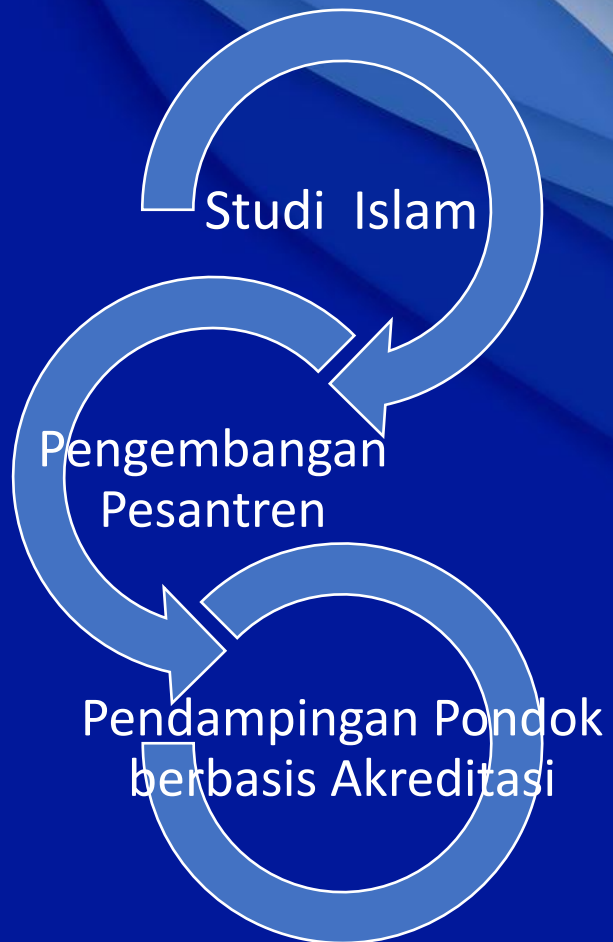 Studi Islam
Pengembangan
Pesantren
Pendampingan Pondok
berbasis Akreditasi